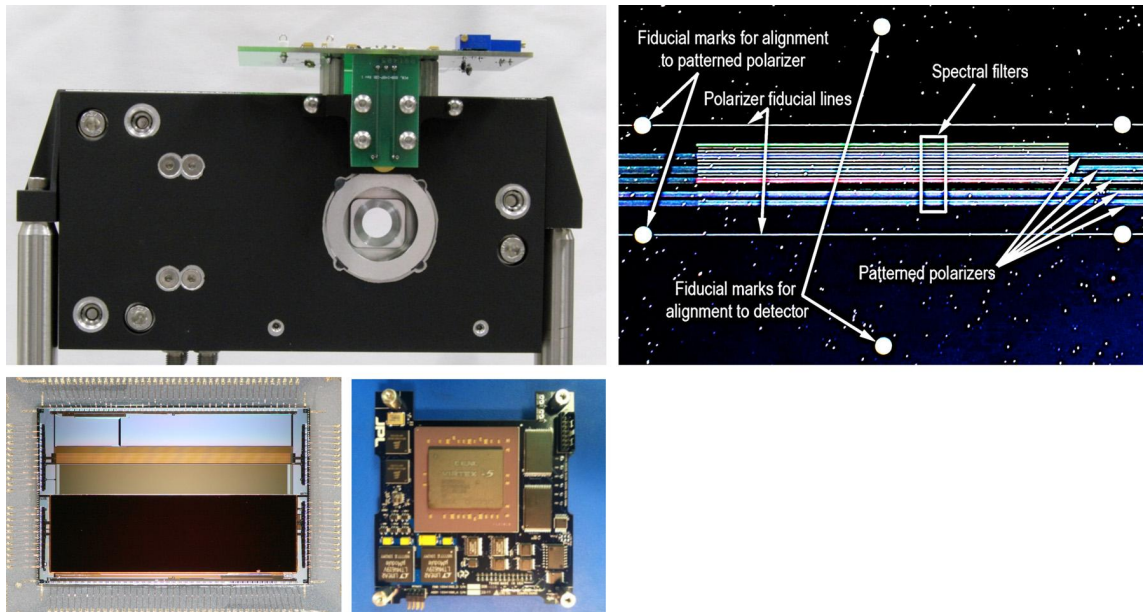 Fiducial marks for alignment
to patterned polarizer
Spectral filters
Polarizer fiducial lines
Patterned polarizers
Fiducial marks for
alignment to detector
JPL